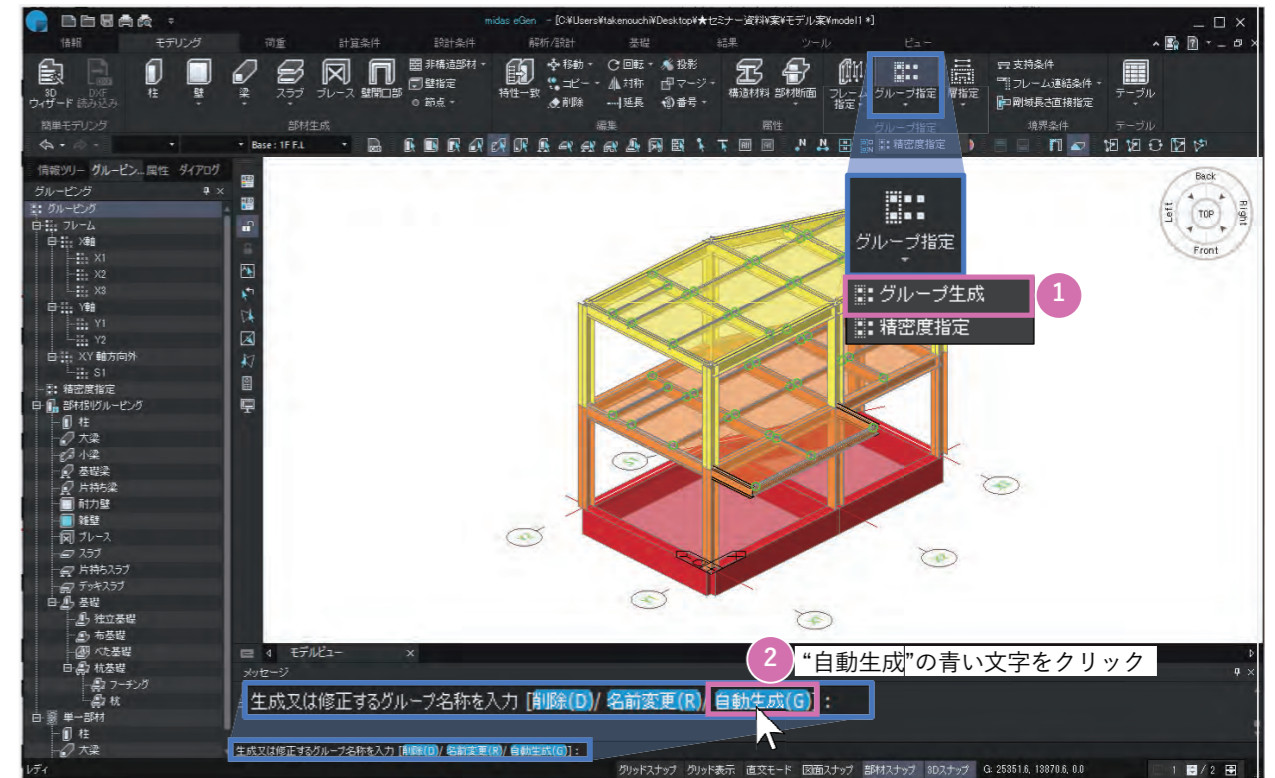 midas eGen - [C:¥Users¥takenouchi¥Desktop¥★セミナー資料¥案¥モデル案¥model1 *]
情報 モデリング 荷重 計算条件 設計条件 解析/設計 基礎 結果 ツール ビュー
3D ウィザード
DXF 読み込み
柱
壁
梁
スラブ
ブレース
壁開口部
非構造部材
壁指定
節点
特性一致
移動 回転 投影
コピー 対称 マージ
削除 延長 番号
構造材料
部材断面
フレーム指定
グループ指定
層指定
支持条件
フレーム連結条件
剛域長さ直接指定
テーブル
簡単モデリング 部材生成 編集 属性 グループ指定 境界条件 テーブル
Base : 1F F.L
精密度指定
情報ツリー グルーピン... 属性 ダイアログ
グルーピング
グルーピング
フレーム
X軸
X1
X2
X3
Y軸
Y1
Y2
XY 軸方向外
S1
精密度指定
部材別グルーピング
柱
大梁
小梁
基礎梁
片持ち梁
耐力壁
雑壁
ブレース
スラブ
片持ちスラブ
デッキスラブ
基礎
独立基礎
布基礎
べた基礎
杭基礎
フーチング
杭
単一部材
柱
大梁
Back
Left
TOP
Right
Front
グループ指定
グループ生成
1
精密度指定
モデルビュー
2
“自動生成”の青い文字をクリック
メッセージ
生成又は修正するグループ名称を入力 [削除(D)/ 名前変更(R)/ 自動生成(G)] :
生成又は修正するグループ名称を入力 [削除(D)/ 名前変更(R)/ 自動生成(G)] :
レディ
グリッドスナップ グリッド表示 直交モード 図面スナップ 部材スナップ 3Dスナップ G: 25351.6, 13870.6, 0.0 1 / 2